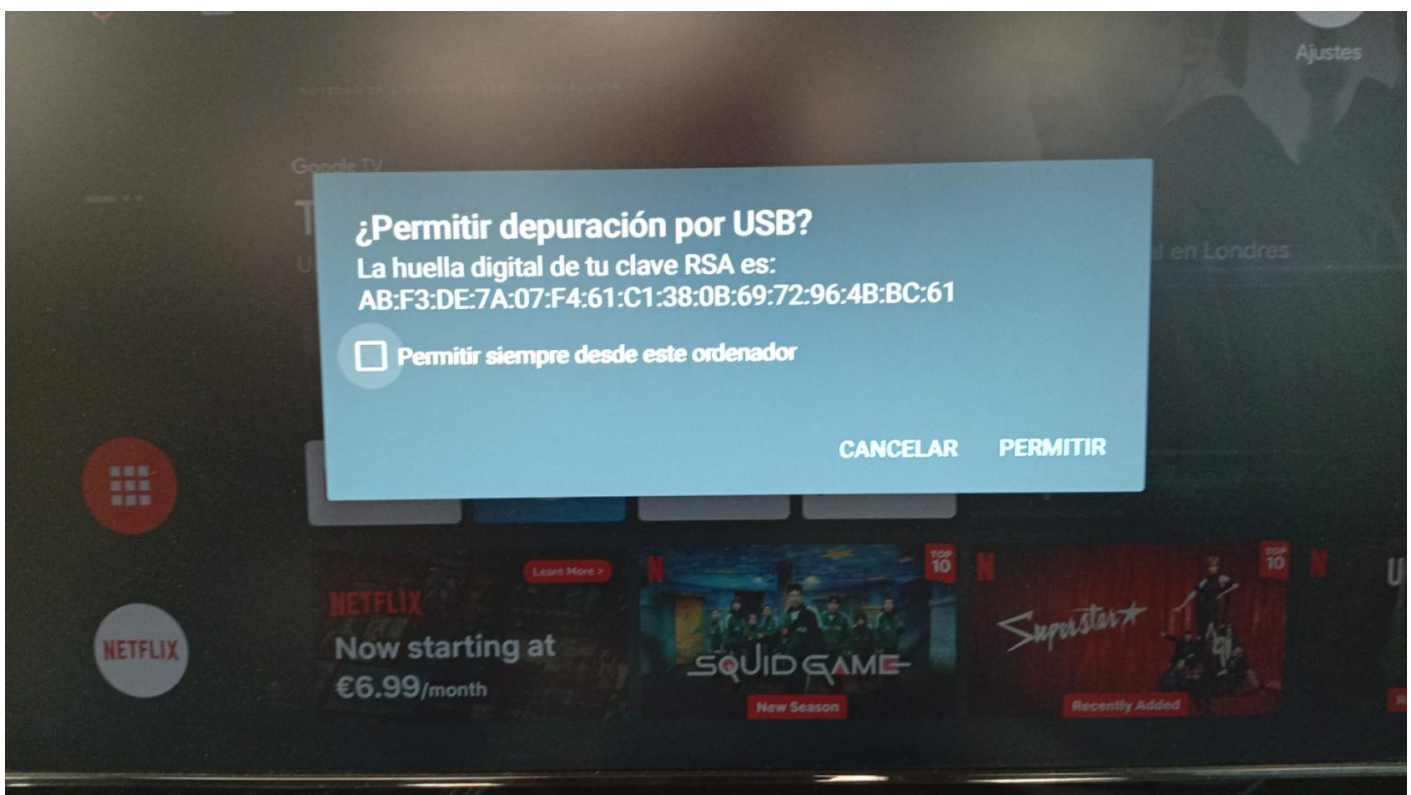 Ajustes
Google TV
¿Permitir depuración por USB?
La huella digital de tu clave RSA es:
AB:F3:DE:7A:07:F4:61:C1:38:0B:69:72:96:4B:BC:61
en Londres
Permitir siempre desde este ordenador
CANCELAR PERMITIR
Learn More >
NETFLIX
Now starting at
€6.99/month
N
TOP
10
SQUID GAME
New Season
N
TOP
10
Superstar
Recently Added
N
NETFLIX